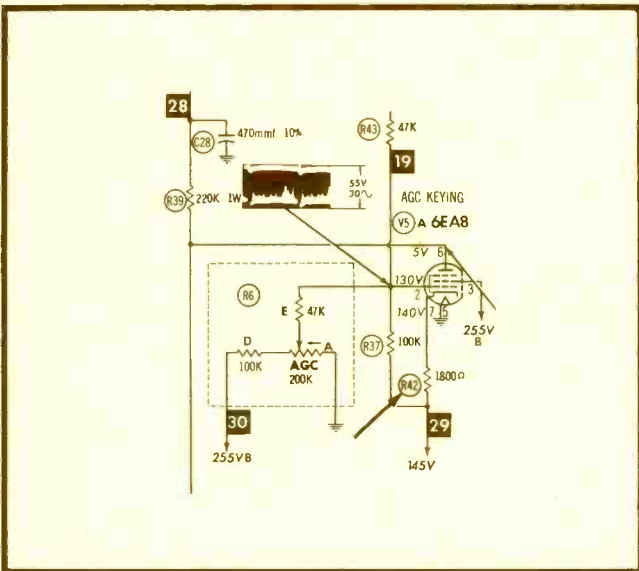 28
C28 470mmf 10%
R43 47K
19
R39 220K 1W
55V
30∿
AGC KEYING
V5 A 6EA8
5V 6
130V
2
3
140V 7 5
255V
B
R6
E 47K
R37 100K
D
100K
A
AGC
200K
1800Ω
R42
30
29
255VB
145V